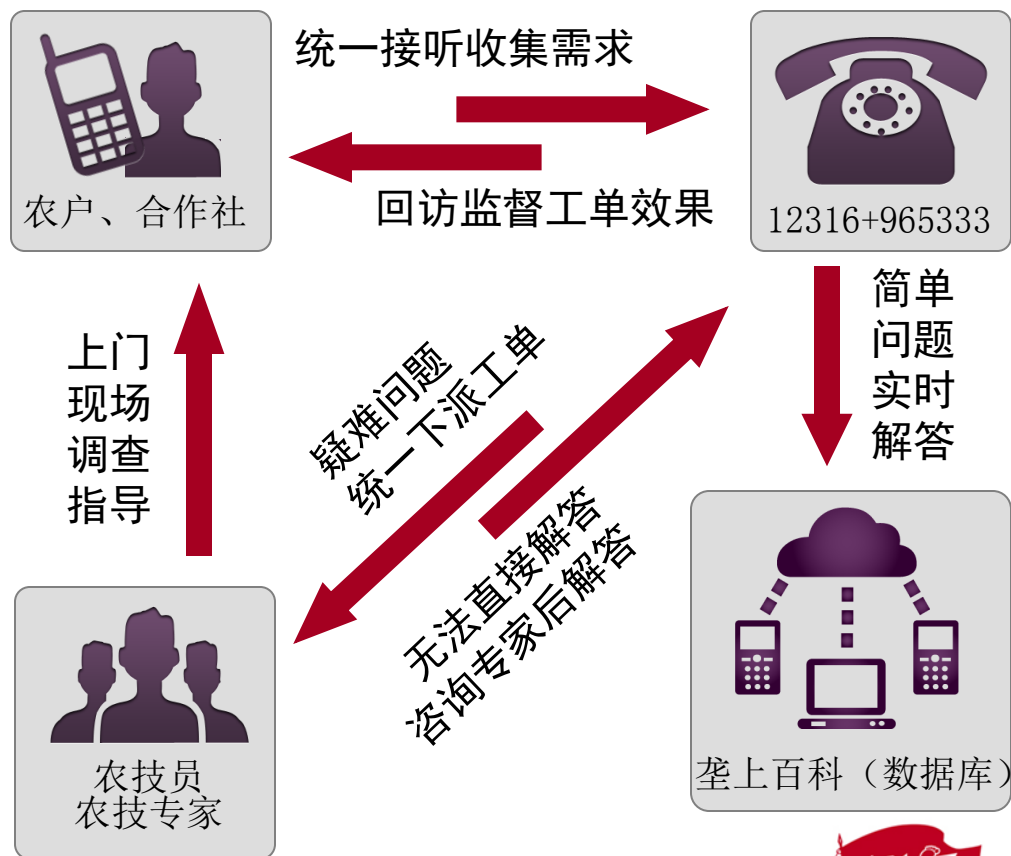 统一接听收集需求
回访监督工单效果
农户、合作社
12316+965333
上门
现场
调查
指导
疑难问题
统一下派工单
无法直接解答
咨询专家后解答
简单
问题
实时
解答
农技员
农技专家
垄上百科（数据库）